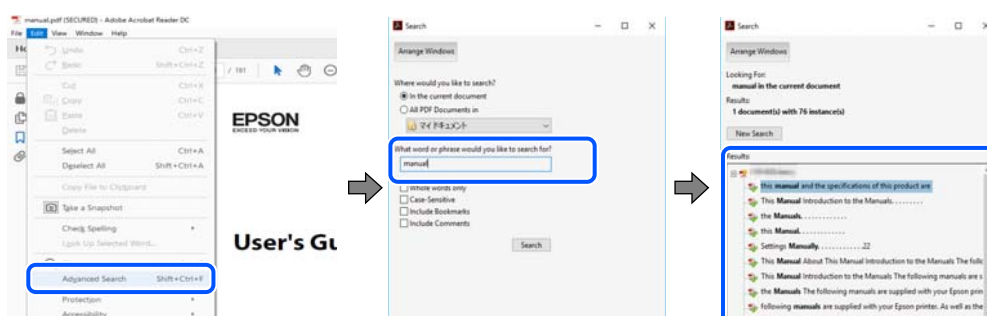 manual.pdf (SECURED) - Adobe Acrobat Reader DC
File Edit View Window Help
Undo Ctrl+Z
Redo Shift+Ctrl+Z
/ 191
Cut Ctrl+X
Copy Ctrl+C
Paste Ctrl+V
Delete
Select All Ctrl+A
Deselect All Shift+Ctrl+A
Copy File to Clipboard
Take a Snapshot
Check Spelling
Look Up Selected Word...
Advanced Search Shift+Ctrl+F
Protection
Accessibility
EPSON
EXCEED YOUR VISION
User's Gu
Search
Arrange Windows
Where would you like to search?
In the current document
All PDF Documents in
マイドキュメント
What word or phrase would you like to search for?
manual
Whole words only
Case-Sensitive
Include Bookmarks
Include Comments
Search
Search
Arrange Windows
Looking For:
manual in the current document
Results:
1 document(s) with 76 instance(s)
New Search
Results:
this manual and the specifications of this product are
This Manual Introduction to the Manuals. . . . . . . . .
the Manuals. . . . . . . . . . . . .
this Manual. . . . . . . . . . . . .
Settings Manually. . . . . . . . . . . . .22
This Manual About This Manual Introduction to the Manuals The follo
This Manual Introduction to the Manuals The following manuals are s
the Manuals The following manuals are supplied with your Epson prin
following manuals are supplied with your Epson printer. As well as the